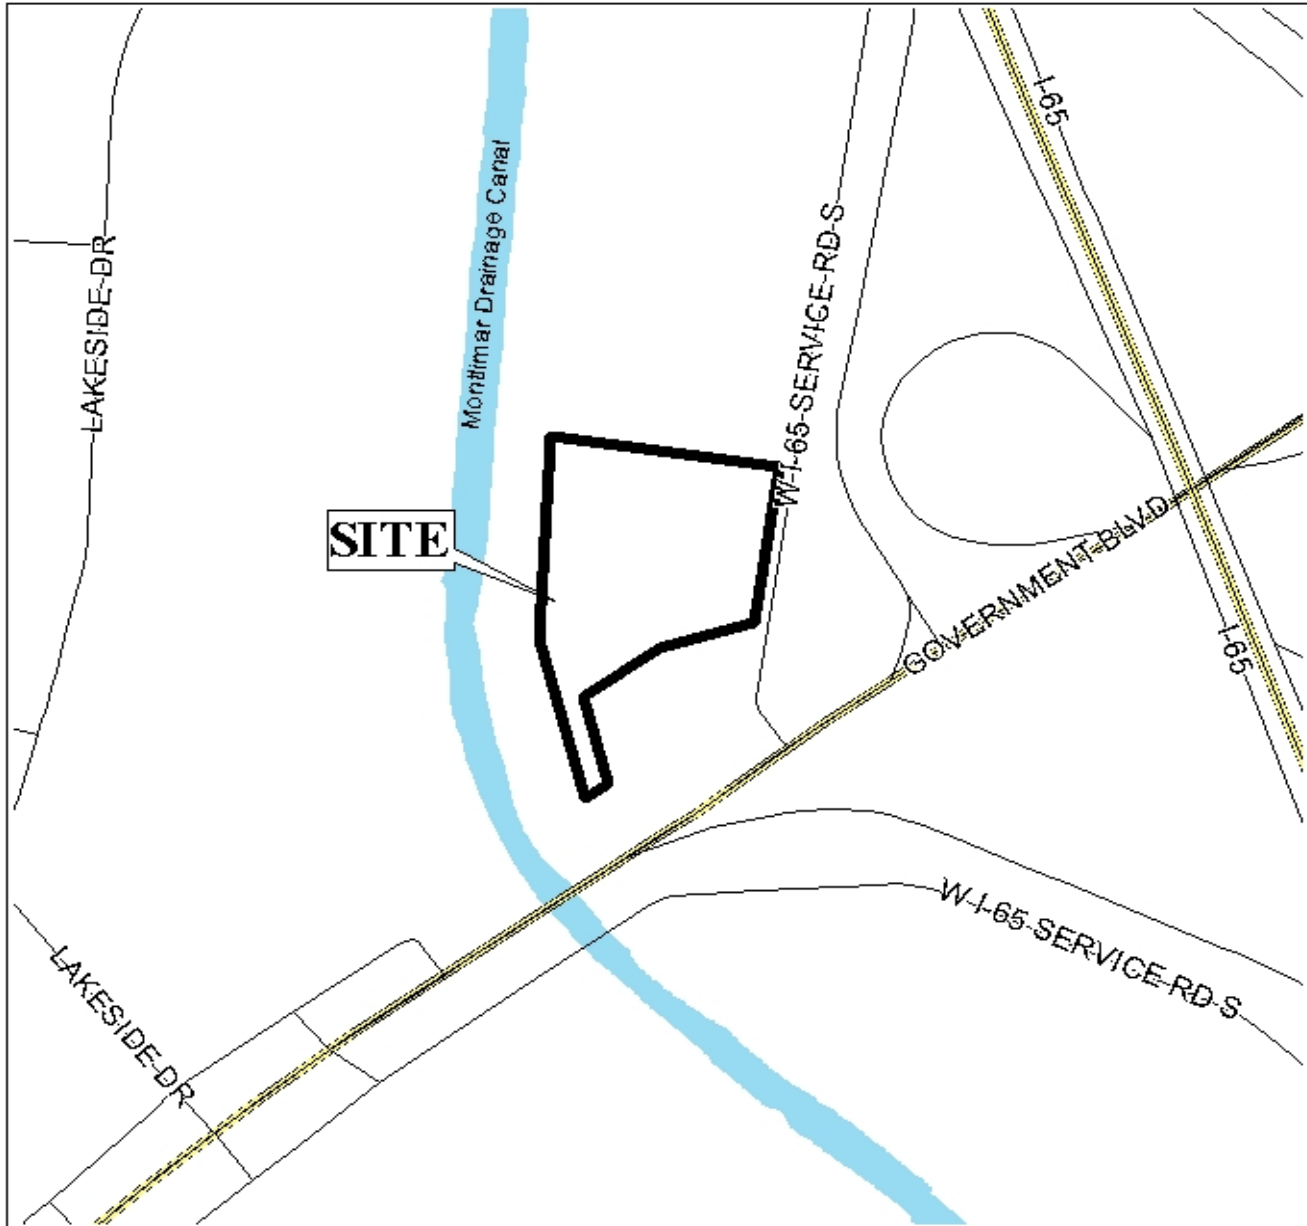 I-65
Montlimar Drainage Canal
W-I-65-SERVICE-RD-S
LAKESIDE-DR
SITE
GOVERNMENT-BLVD
I-65
W-I-65-SERVICE-RD-S
LAKESIDE-DR